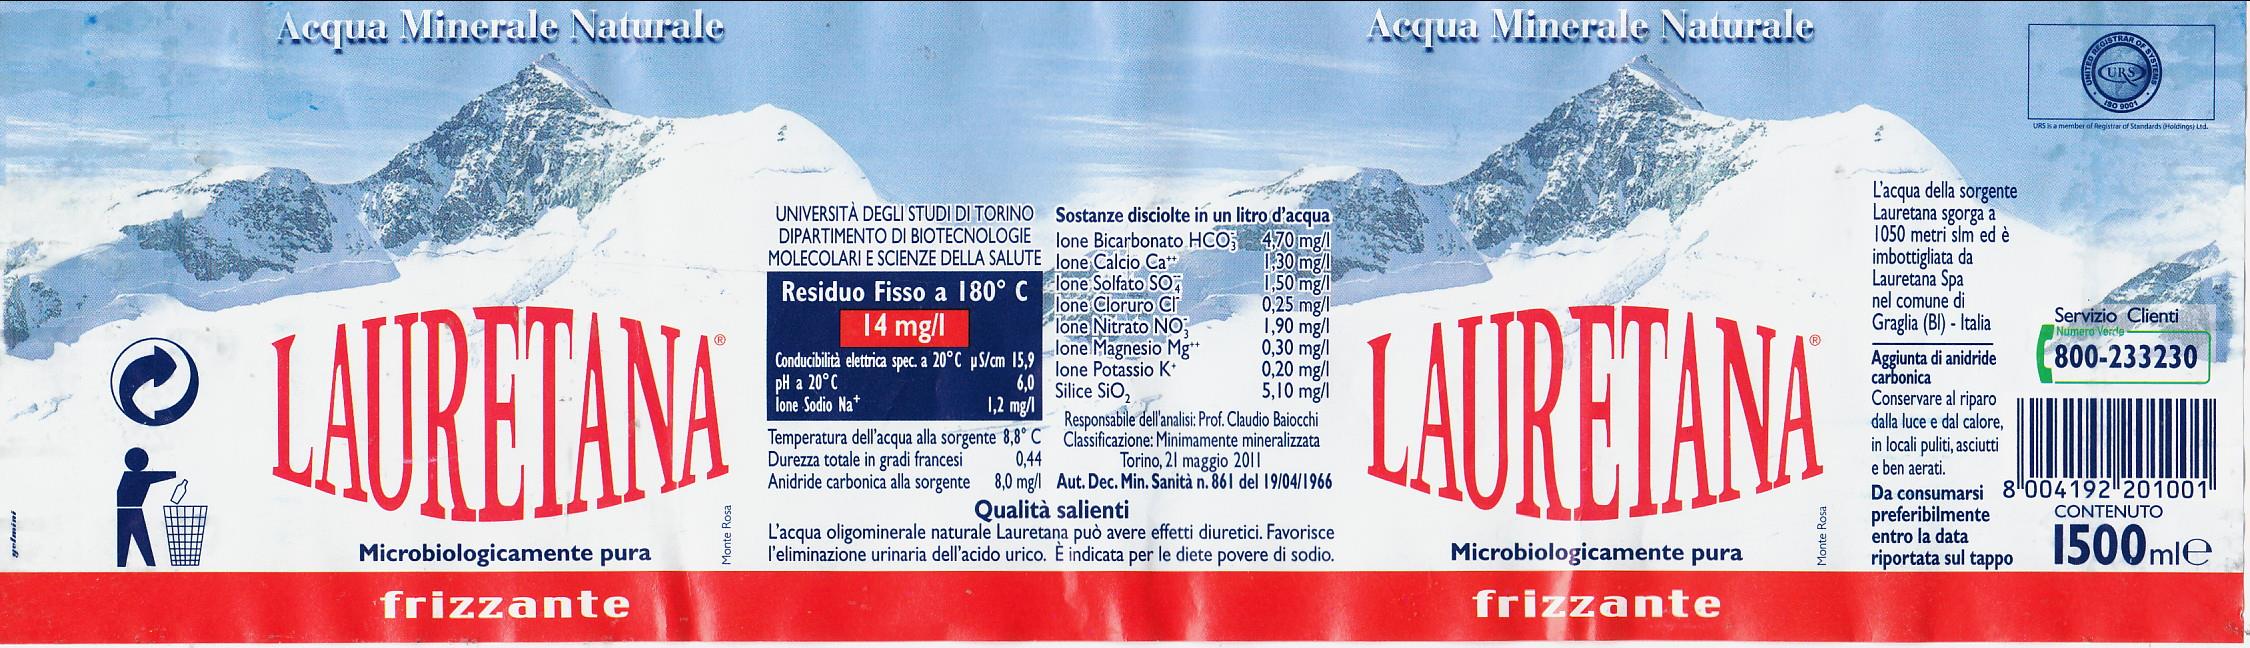 Acqua Minerale Naturale
LAURETANA®
Microbiologicamente pura
frizzante
gelmini
Monte Rosa
UNIVERSITÀ DEGLI STUDI DI TORINO
DIPARTIMENTO DI BIOTECNOLOGIE
MOLECOLARI E SCIENZE DELLA SALUTE
Residuo Fisso a 180° C
14 mg/l
Conducibilità elettrica spec. a 20°C µS/cm 15,9
pH a 20°C 6,0
Ione Sodio Na⁺ 1,2 mg/l
Temperatura dell'acqua alla sorgente 8,8° C
Durezza totale in gradi francesi 0,44
Anidride carbonica alla sorgente 8,0 mg/l
Sostanze disciolte in un litro d'acqua
Ione Bicarbonato HCO₃⁻ 4,70 mg/l
Ione Calcio Ca⁺⁺ 1,30 mg/l
Ione Solfato SO₄⁻⁻ 1,50 mg/l
Ione Cloruro Cl⁻ 0,25 mg/l
Ione Nitrato NO₃⁻ 1,90 mg/l
Ione Magnesio Mg⁺⁺ 0,30 mg/l
Ione Potassio K⁺ 0,20 mg/l
Silice SiO₂ 5,10 mg/l
Responsabile dell'analisi: Prof. Claudio Baiocchi
Classificazione: Minimamente mineralizzata
Torino, 21 maggio 2011
Aut. Dec. Min. Sanità n. 861 del 19/04/1966
Qualità salienti
L'acqua oligominerale naturale Lauretana può avere effetti diuretici. Favorisce
l'eliminazione urinaria dell'acido urico. È indicata per le diete povere di sodio.
Acqua Minerale Naturale
LAURETANA®
Microbiologicamente pura
frizzante
Monte Rosa
UNITED REGISTRAR OF SYSTEMS
URS
ISO 9001
URS is a member of Registrar of Standards (Holdings) Ltd.
L'acqua della sorgente
Lauretana sgorga a
1050 metri slm ed è
imbottigliata da
Lauretana Spa
nel comune di
Graglia (BI) - Italia
Aggiunta di anidride
carbonica
Conservare al riparo
dalla luce e dal calore,
in locali puliti, asciutti
e ben aerati.
Da consumarsi
preferibilmente
entro la data
riportata sul tappo
Servizio Clienti
Numero Verde
800-233230
8 004192 201001
CONTENUTO
1500 ml e